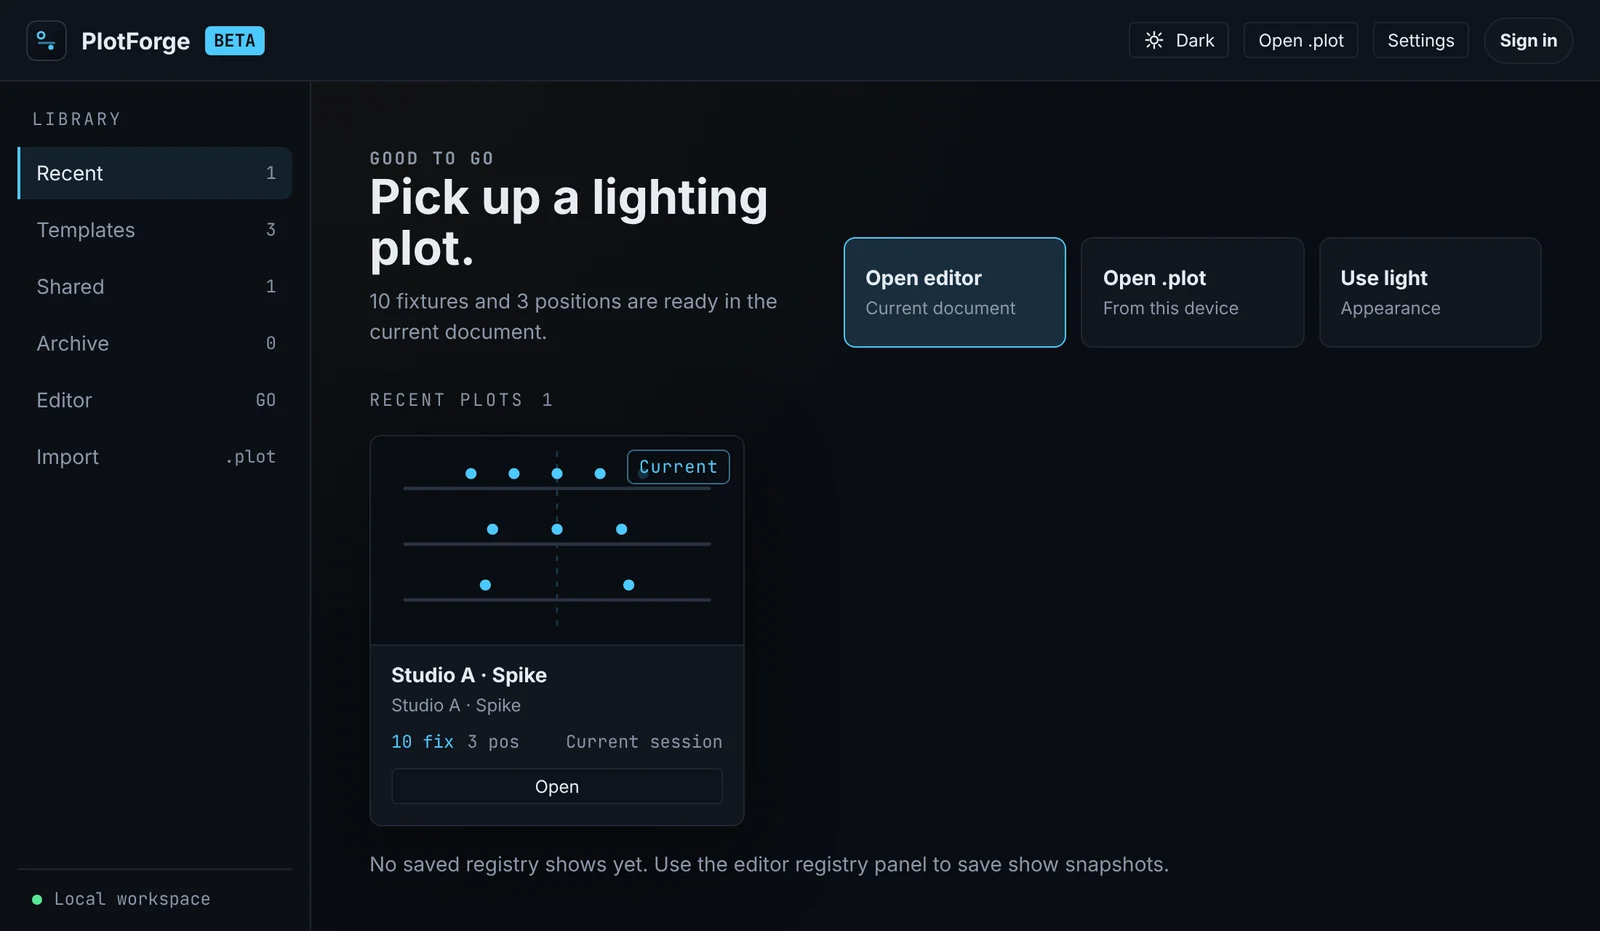 PlotForge BETA
Dark
Open .plot
Settings
Sign in
LIBRARY
Recent 1
Templates 3
Shared 1
Archive 0
Editor GO
Import .plot
Local workspace
GOOD TO GO
Pick up a lighting
plot.
10 fixtures and 3 positions are ready in the
current document.
Open editor
Current document
Open .plot
From this device
Use light
Appearance
RECENT PLOTS 1
Current
Studio A · Spike
Studio A · Spike
10 fix 3 pos Current session
Open
No saved registry shows yet. Use the editor registry panel to save show snapshots.